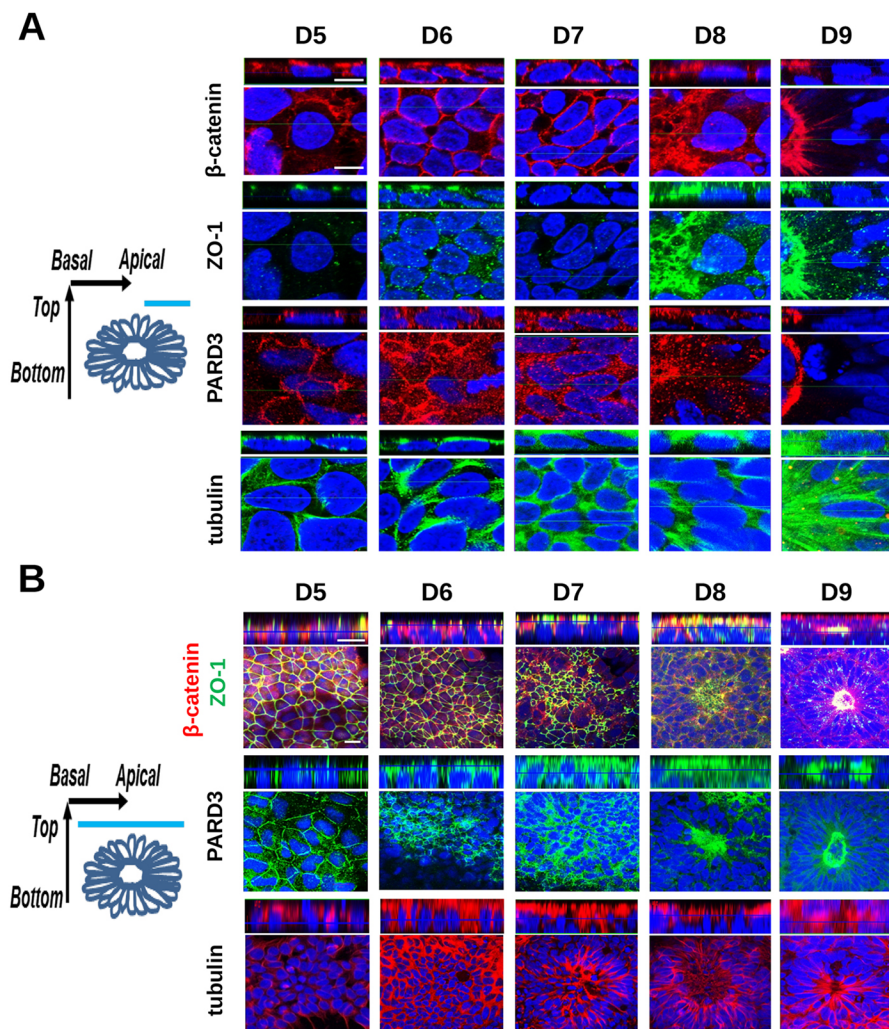 A
D5 D6 D7 D8 D9
β-catenin
ZO-1
PARD3
tubulin
Basal Apical
Top
Bottom
B
D5 D6 D7 D8 D9
β-catenin
ZO-1
PARD3
tubulin
Basal Apical
Top
Bottom